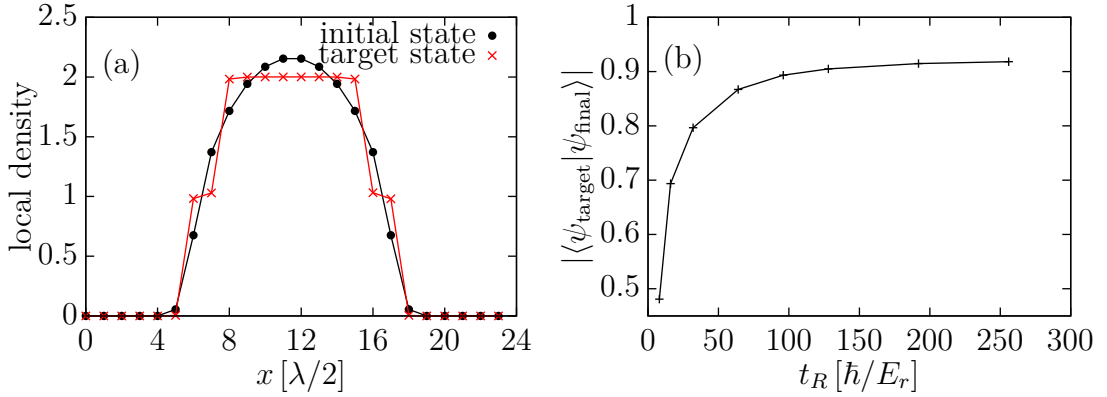 (a)
initial state
target state
local density
2.5
2
1.5
1
0.5
0
0 4 8 12 16 20 24
x [λ/2]
(b)
|⟨ψtarget|ψfinal⟩|
1
0.9
0.8
0.7
0.6
0.5
0 50 100 150 200 250 300
tR [ħ/Er]